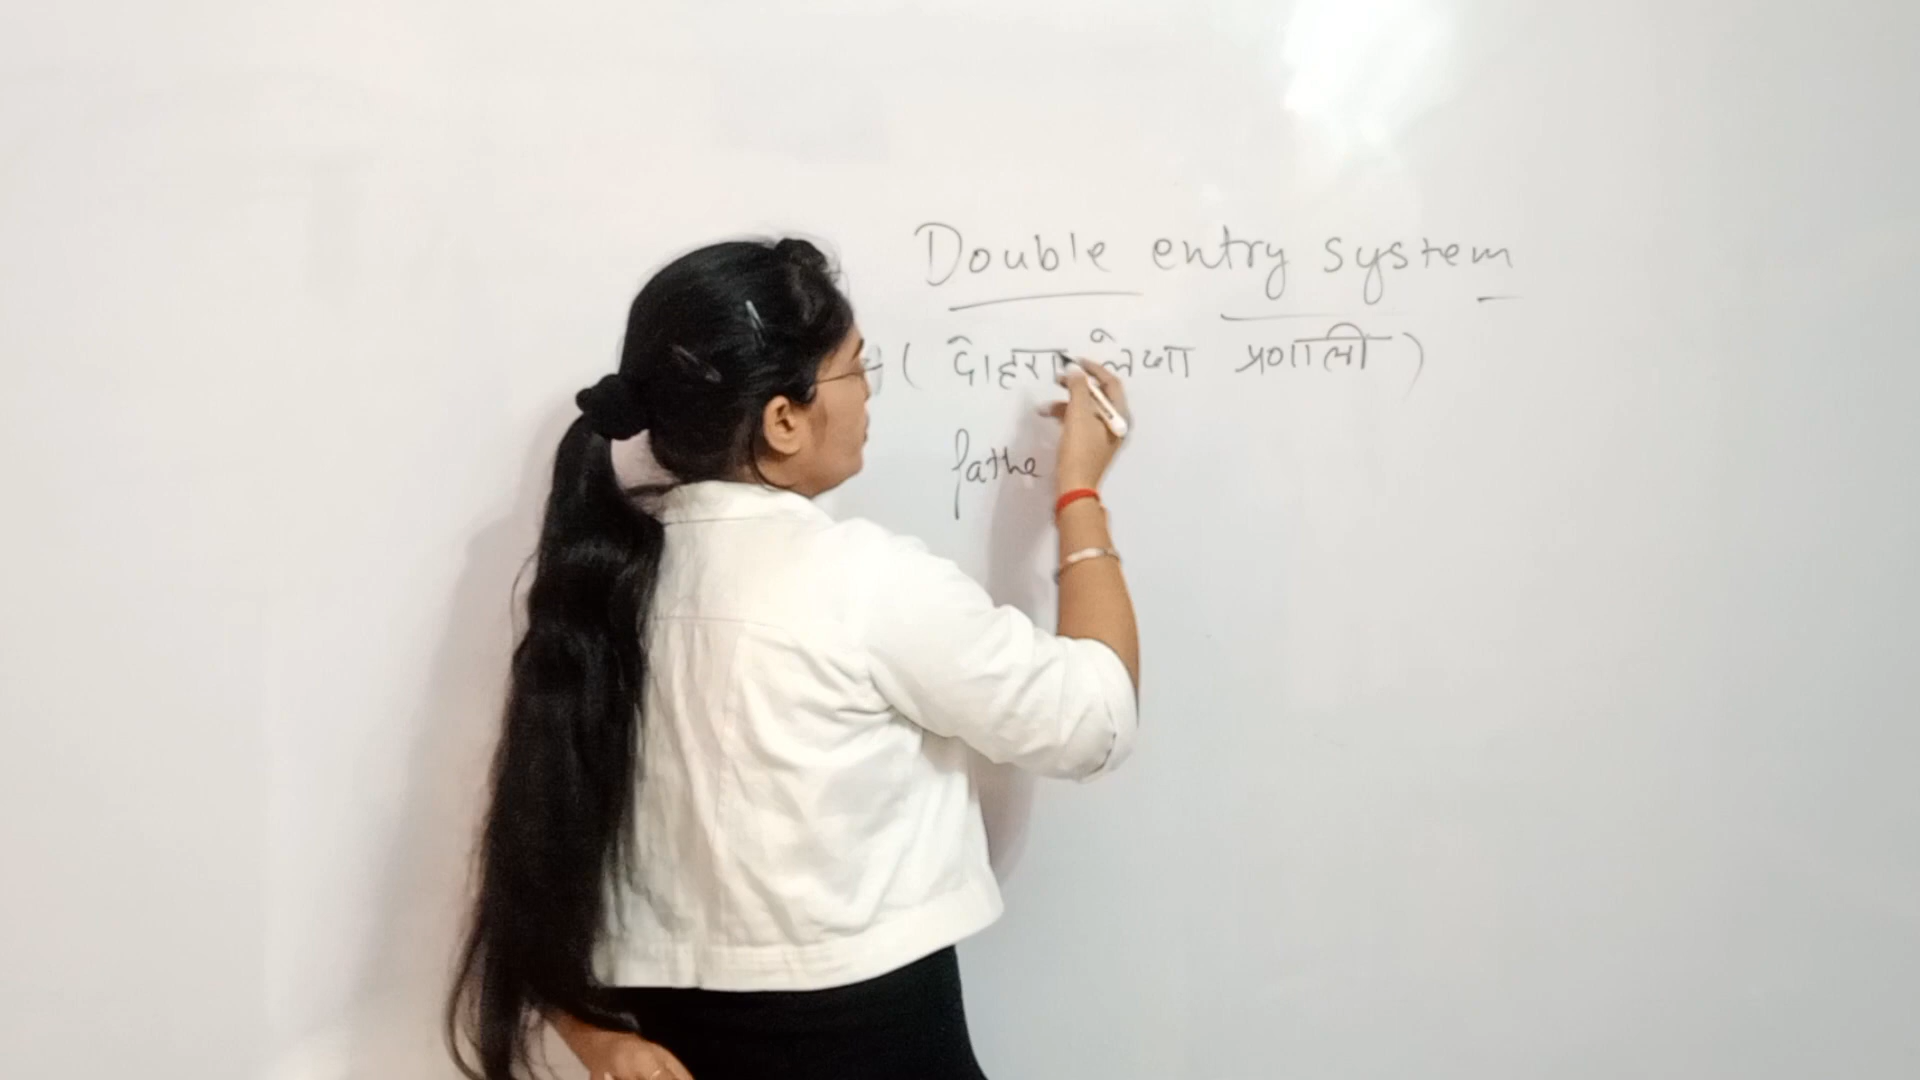 Double entry system
( दोहरा लेखा प्रणाली )
fathe